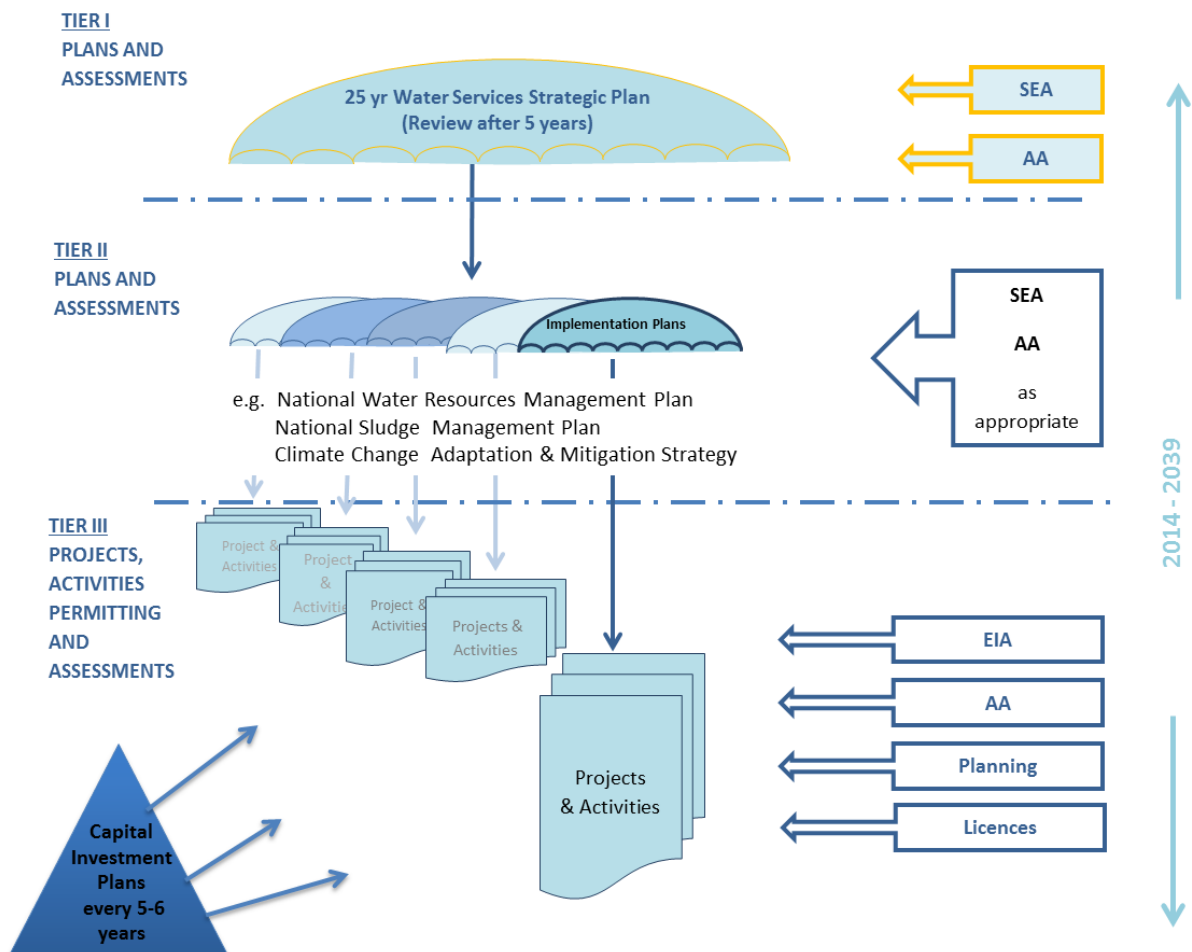 TIER I
PLANS AND
ASSESSMENTS
25 yr Water Services Strategic Plan
(Review after 5 years)
SEA
AA
TIER II
PLANS AND
ASSESSMENTS
Implementation Plans
SEA
AA
as
appropriate
e.g. National Water Resources Management Plan
National Sludge Management Plan
Climate Change Adaptation & Mitigation Strategy
2014 - 2039
TIER III
PROJECTS,
ACTIVITIES
PERMITTING
AND
ASSESSMENTS
Project &
Activities
Project
&
Activities
Project &
Activities
Projects &
Activities
Projects
& Activities
EIA
AA
Planning
Licences
Capital
Investment
Plans
every 5-6
years